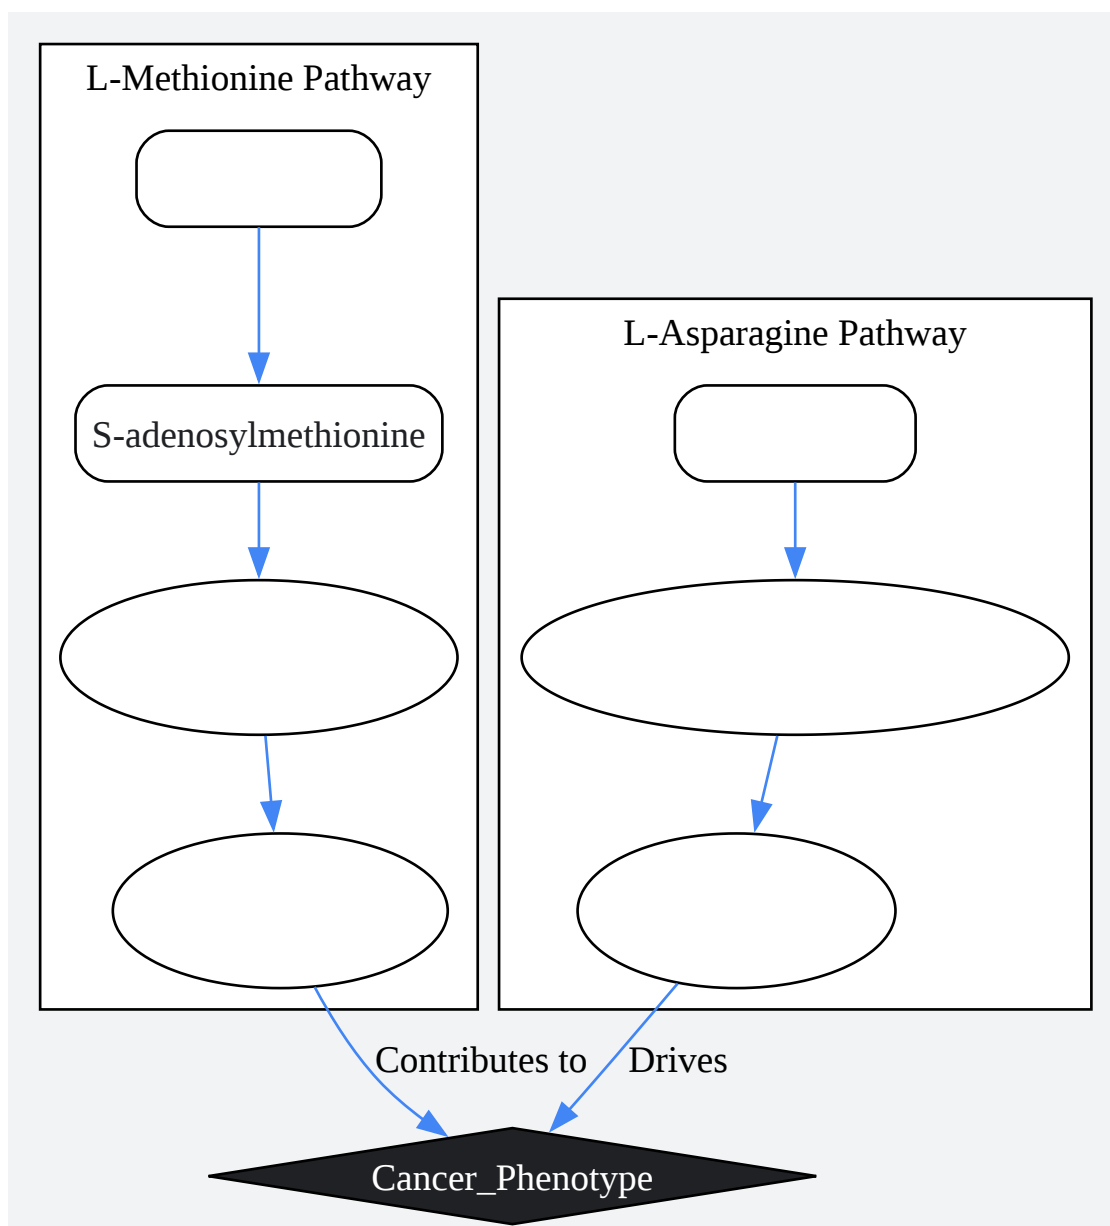 L-Methionine Pathway
L-Asparagine Pathway
S-adenosylmethionine
Contributes to
Drives
Cancer_Phenotype